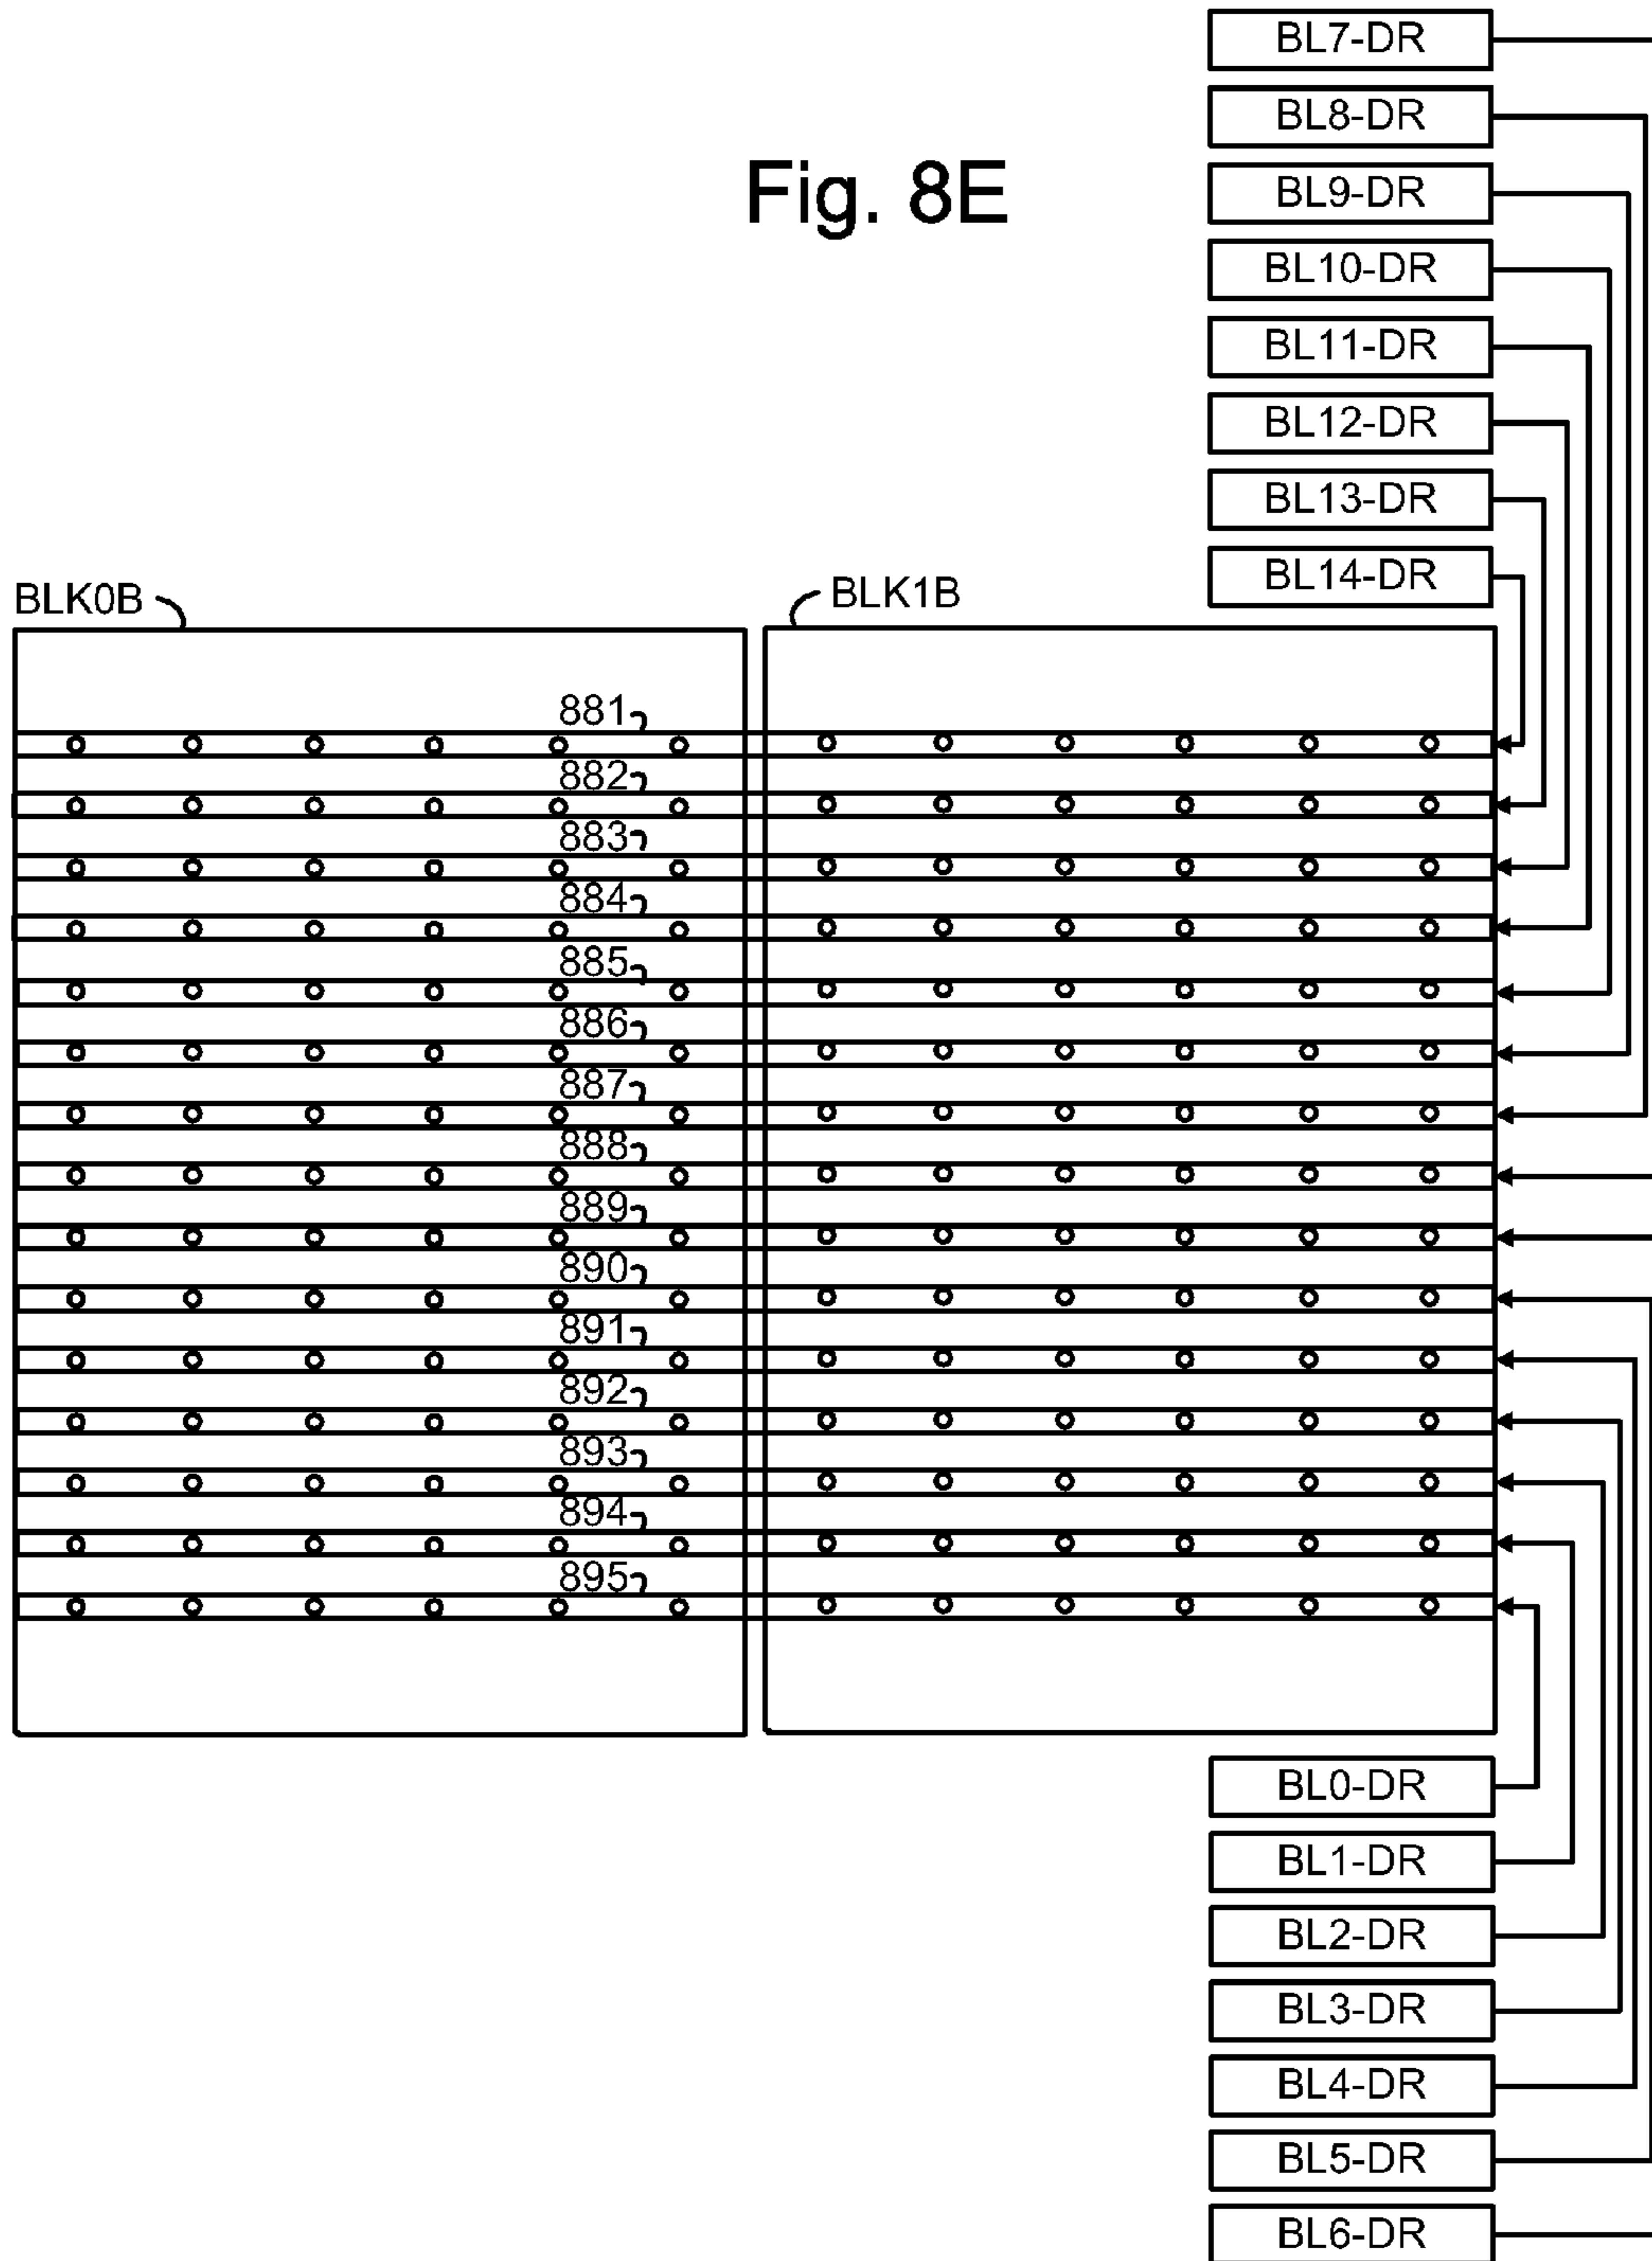 BL7-DR
BL8-DR
Fig. 8E
BL9-DR
BL10-DR
BL11-DR
BL12-DR
BL13-DR
BL14-DR
BLK0B
BLK1B
881
882
883
884
885
886
887
888
889
890
891
892
893
894
895
BL0-DR
BL1-DR
BL2-DR
BL3-DR
BL4-DR
BL5-DR
BL6-DR